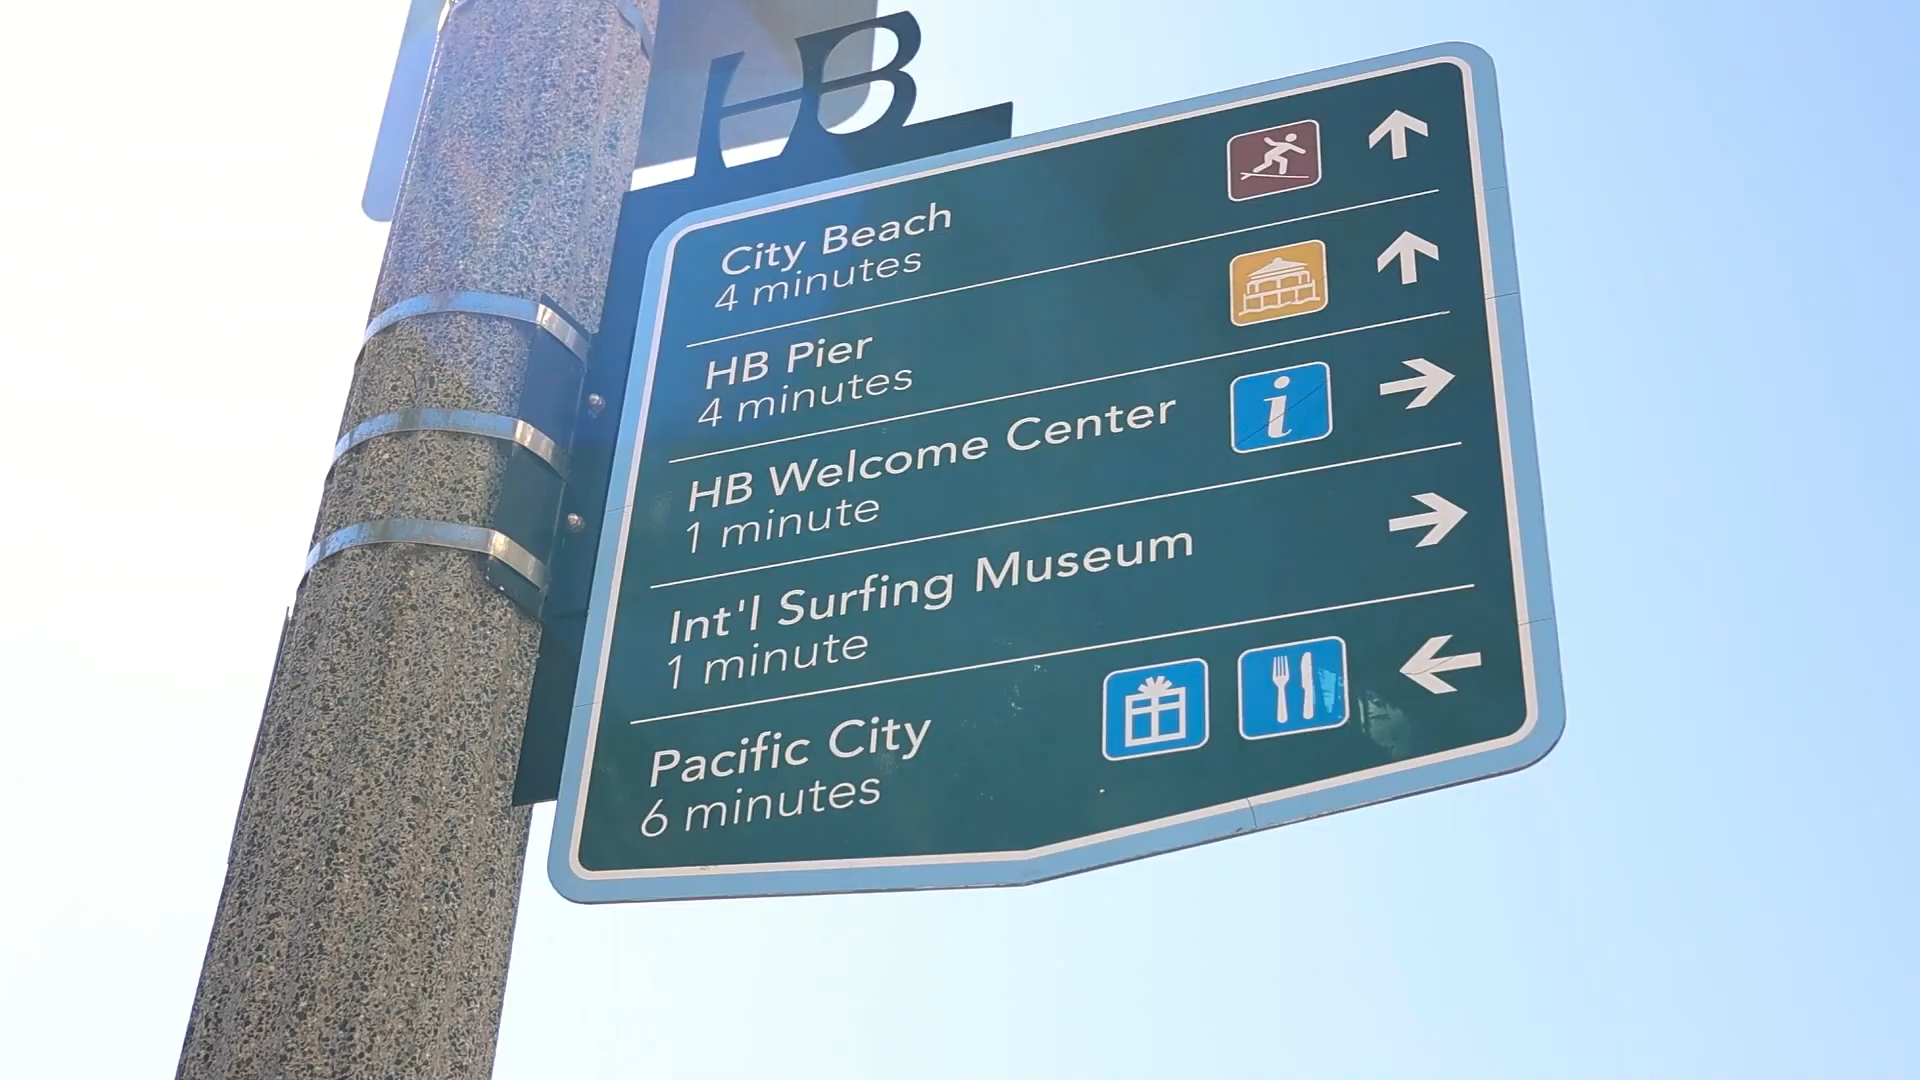 HB
City Beach
4 minutes
HB Pier
4 minutes
HB Welcome Center
i
1 minute
Int'l Surfing Museum
1 minute
Pacific City
6 minutes